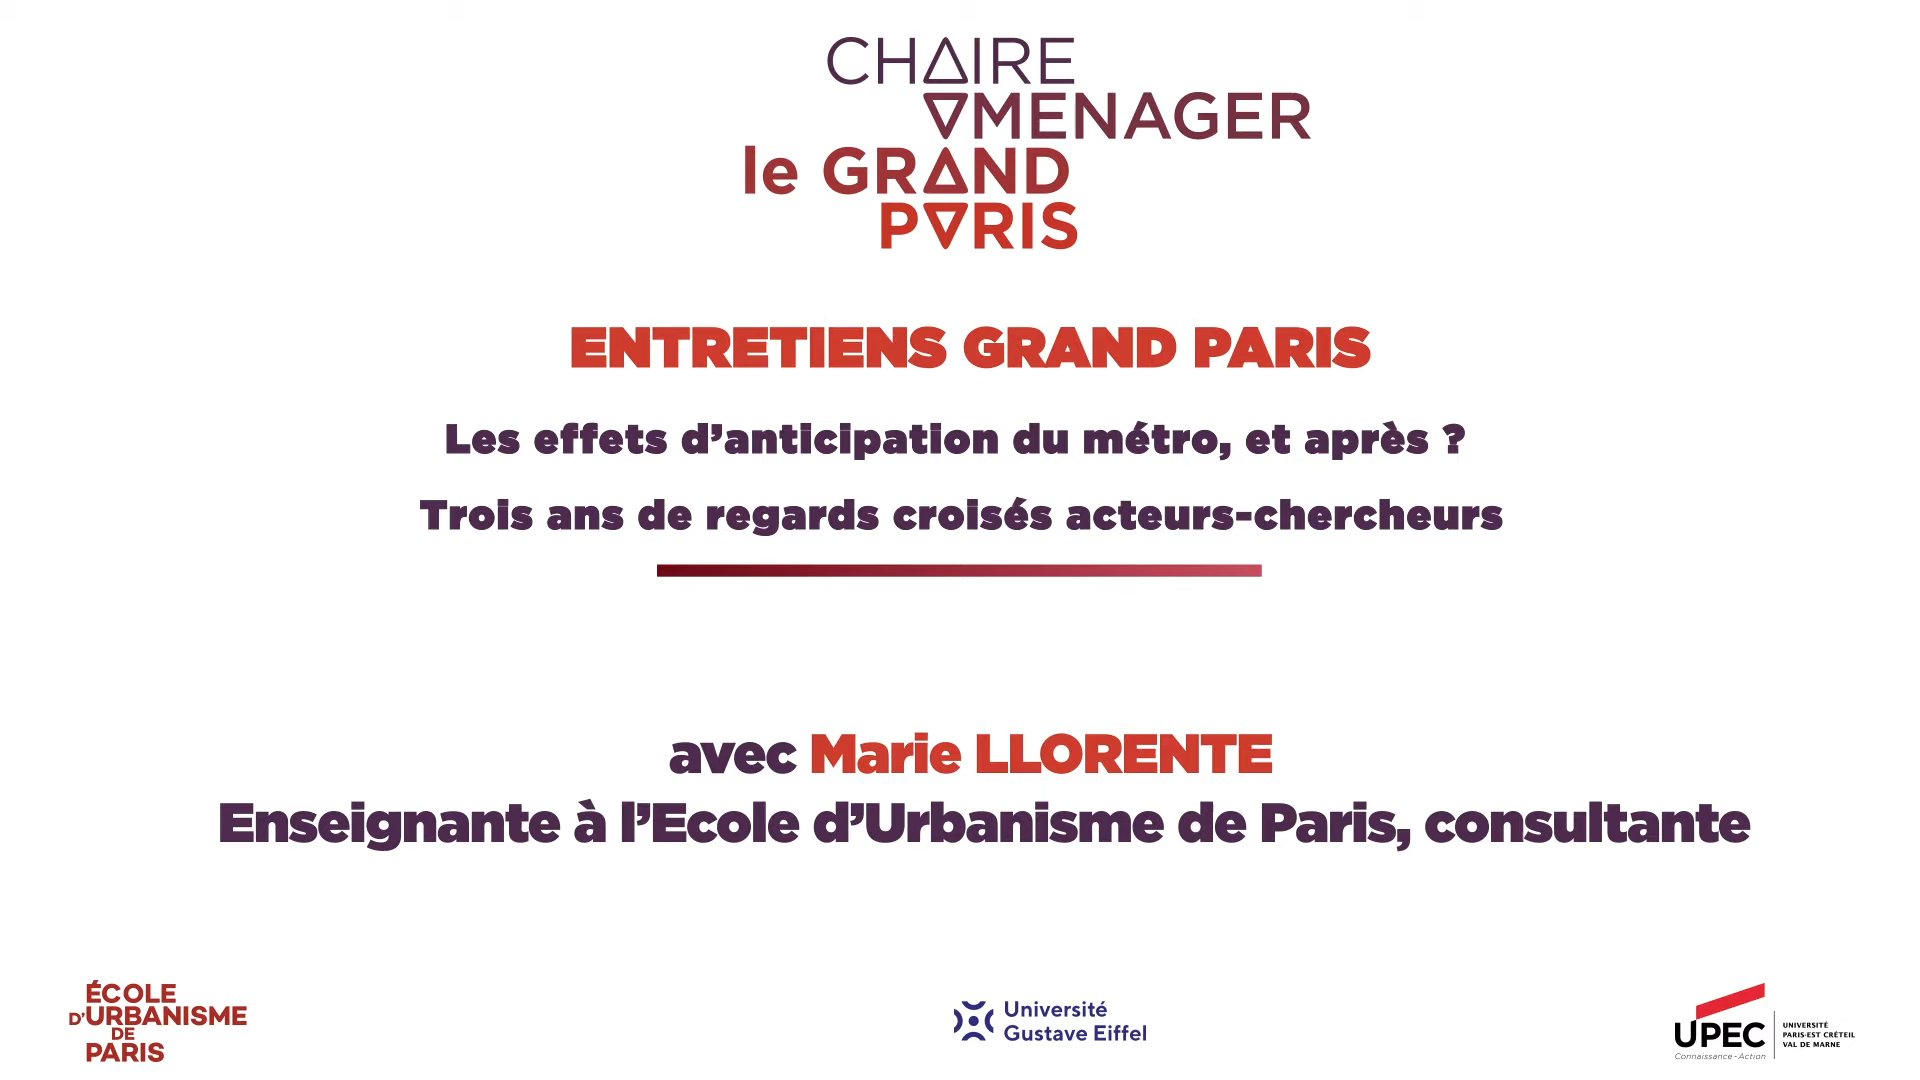 CHAIRE
AMENAGER
le GRAND
PARIS
ENTRETIENS GRAND PARIS
Les effets d’anticipation du métro, et après ?
Trois ans de regards croisés acteurs-chercheurs
avec Marie LLORENTE
Enseignante à l’Ecole d’Urbanisme de Paris, consultante
ÉCOLE
D’URBANISME
DE
PARIS
Université
Gustave Eiffel
UPEC
Connaissance - Action
UNIVERSITÉ
PARIS-EST CRÉTEIL
VAL DE MARNE